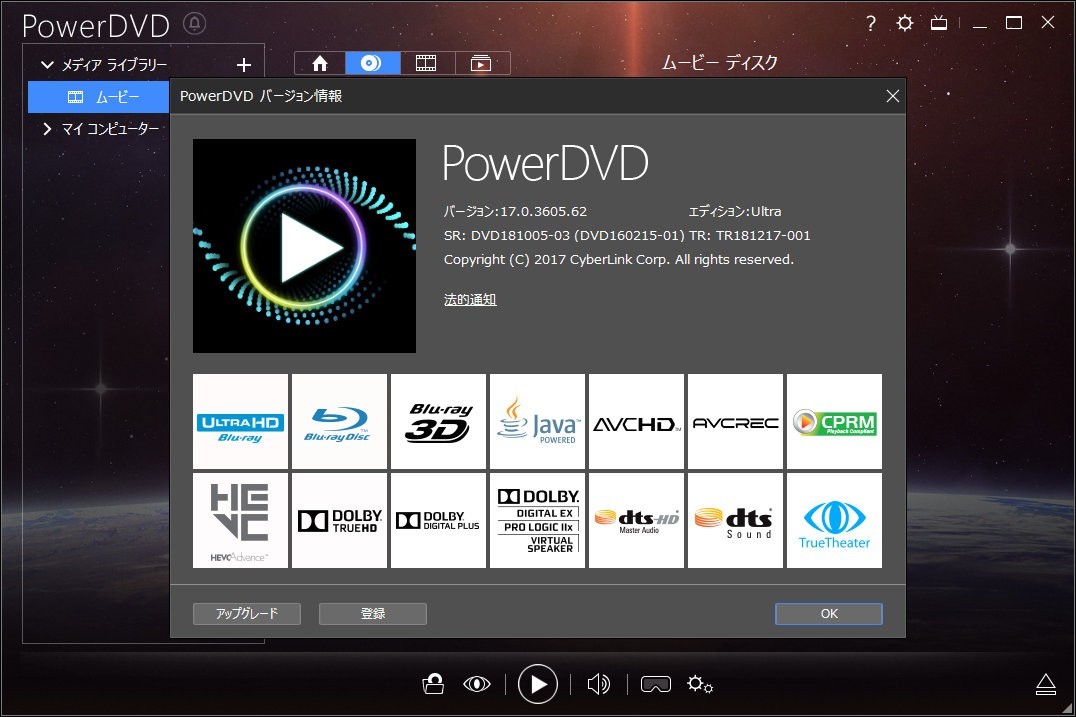 PowerDVD
?
メディア ライブラリー
ムービー ディスク
ムービー
マイ コンピューター
PowerDVD バージョン情報
PowerDVD
バージョン:17.0.3605.62 エディション:Ultra
SR: DVD181005-03 (DVD160215-01) TR: TR181217-001
Copyright (C) 2017 CyberLink Corp. All rights reserved.
法的通知
ULTRA HD
Blu-ray
Blu-ray Disc™
Blu-ray
3D
Java™
POWERED
AVCHD™
AVCREC
CPRM
Playback Compliant
HEVC
HEVC Advance™
DOLBY
TRUEHD
DOLBY
DIGITAL PLUS
DOLBY.
DIGITAL EX
PRO LOGIC IIx
VIRTUAL
SPEAKER
dts-HD
Master Audio
dts
Sound
TrueTheater
アップグレード 登録 OK